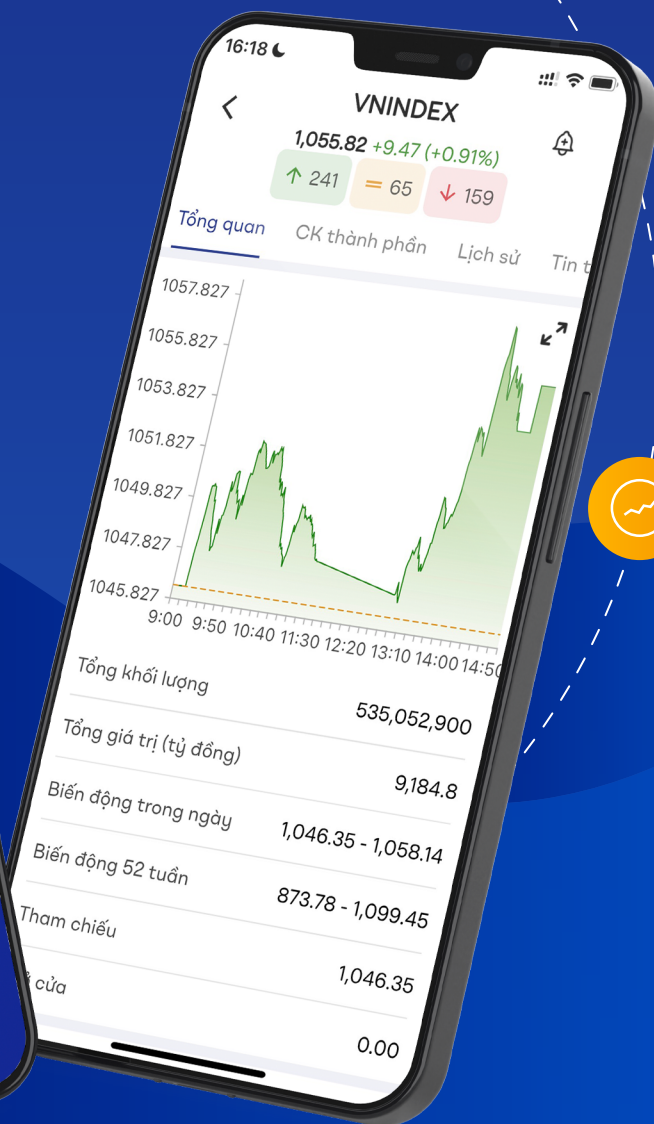 16:18
VNINDEX
1,055.82 +9.47 (+0.91%)
↑ 241 = 65 ↓ 159
Tổng quan CK thành phần Lịch sử Tin t
1057.827
1055.827
1053.827
1051.827
1049.827
1047.827
1045.827
9:00 9:50 10:40 11:30 12:20 13:10 14:00 14:50
Tổng khối lượng 535,052,900
Tổng giá trị (tỷ đồng) 9,184.8
Biến động trong ngày 1,046.35 - 1,058.14
Biến động 52 tuần 873.78 - 1,099.45
Tham chiếu 1,046.35
cửa 0.00